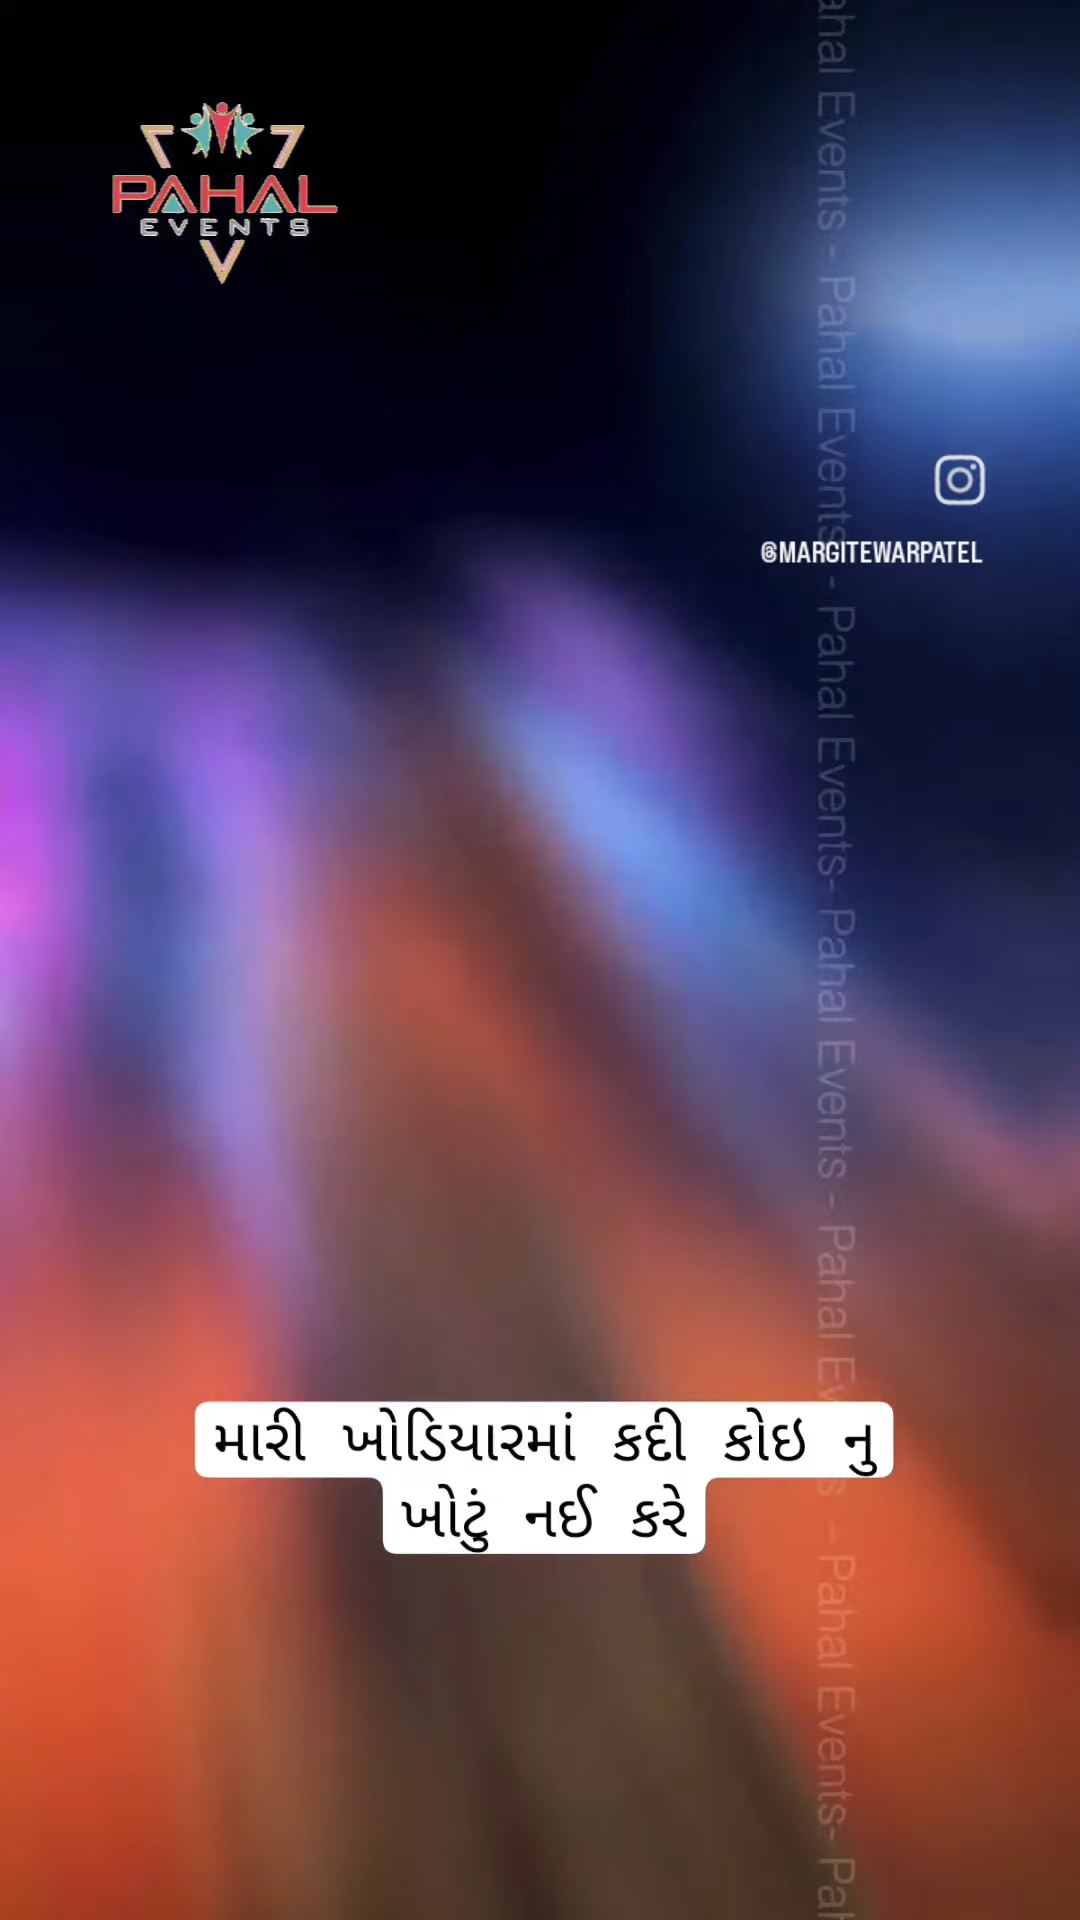 PAHAL
EVENTS
@MARGITEWARPATEL
ahal Events - Pahal Events - Pahal Events- Pahal Events - Pahal Ev s - Pahal Events- Pal
મારી ખોડિયારમાં કદી કોઇ નુ
ખોટું નઈ કરે